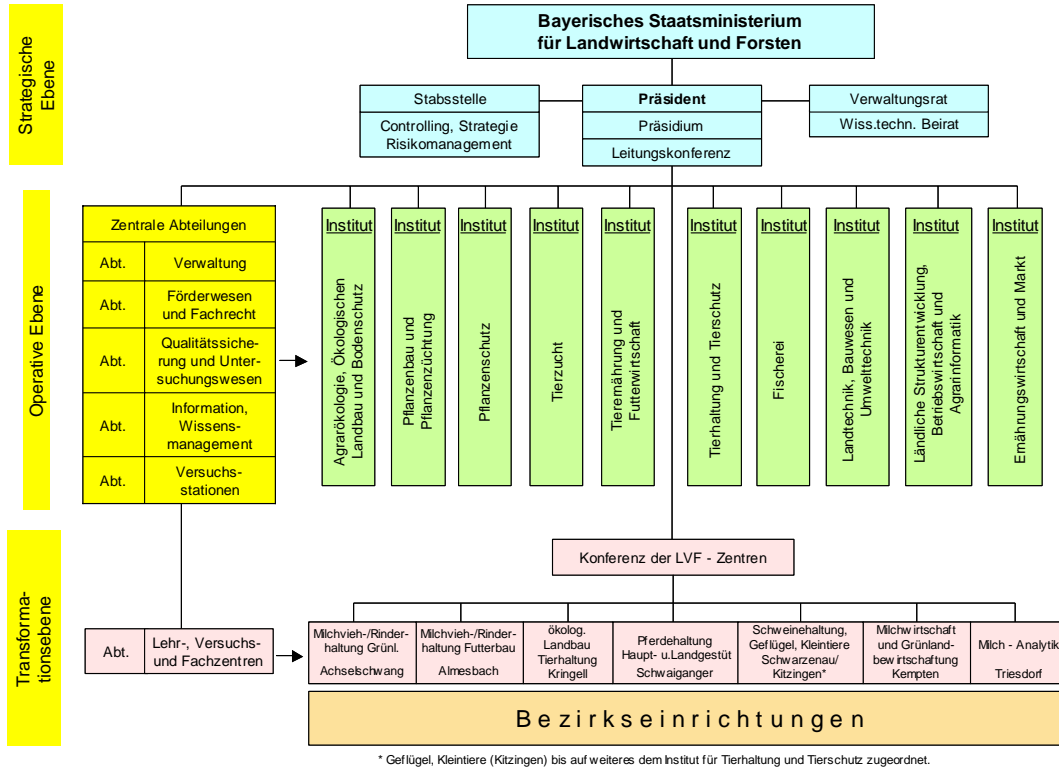 Strategische
Ebene
Bayerisches Staatsministerium
für Landwirtschaft und Forsten
Stabsstelle
Controlling, Strategie
Risikomanagement
Präsident
Präsidium
Leitungskonferenz
Verwaltungsrat
Wiss.techn. Beirat
Operative Ebene
Zentrale Abteilungen
Abt. Verwaltung
Abt. Förderwesen
und Fachrecht
Abt. Qualitätssiche-
rung und Unter-
suchungswesen
Abt. Information,
Wissens-
management
Abt. Versuchs-
stationen
Institut
Agrarökologie, Ökologischen
Landbau und Bodenschutz
Institut
Pflanzenbau und
Pflanzenzüchtung
Institut
Pflanzenschutz
Institut
Tierzucht
Institut
Tierernährung und
Futterwirtschaft
Institut
Tierhaltung und Tierschutz
Institut
Fischerei
Institut
Landtechnik, Bauwesen und
Umwelttechnik
Institut
Ländliche Strukturentwicklung,
Betriebswirtschaft und
Agrarinformatik
Institut
Ernährungswirtschaft und Markt
Transforma-
tionsebene
Konferenz der LVF - Zentren
Abt. Lehr-, Versuchs-
und Fachzentren
Milchvieh-/Rinder-
haltung Grünl.
Achselschwang
Milchvieh-/Rinder-
haltung Futterbau
Almesbach
ökolog.
Landbau
Tierhaltung
Kringell
Pferdehaltung
Haupt- u.Landgestüt
Schwaiganger
Schweinehaltung,
Geflügel, Kleintiere
Schwarzenau/
Kitzingen*
Milchwirtschaft
und Grünland-
bewirtschaftung
Kempten
Milch - Analytik
Triesdorf
Bezirkseinrichtungen
* Geflügel, Kleintiere (Kitzingen) bis auf weiteres dem Institut für Tierhaltung und Tierschutz zugeordnet.